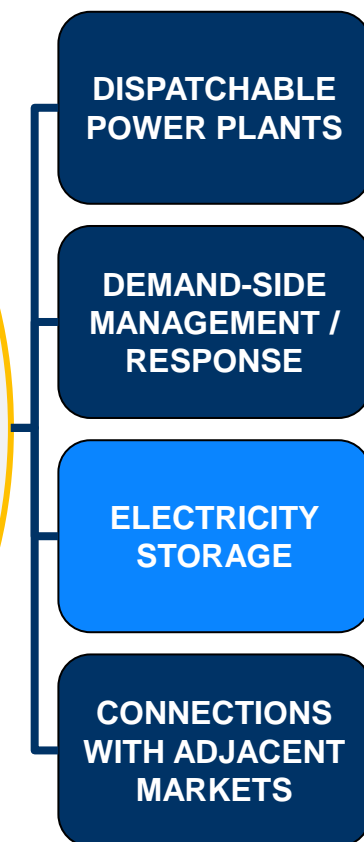 DISPATCHABLE
POWER PLANTS
DEMAND-SIDE
MANAGEMENT /
RESPONSE
ELECTRICITY
STORAGE
CONNECTIONS
WITH ADJACENT
MARKETS